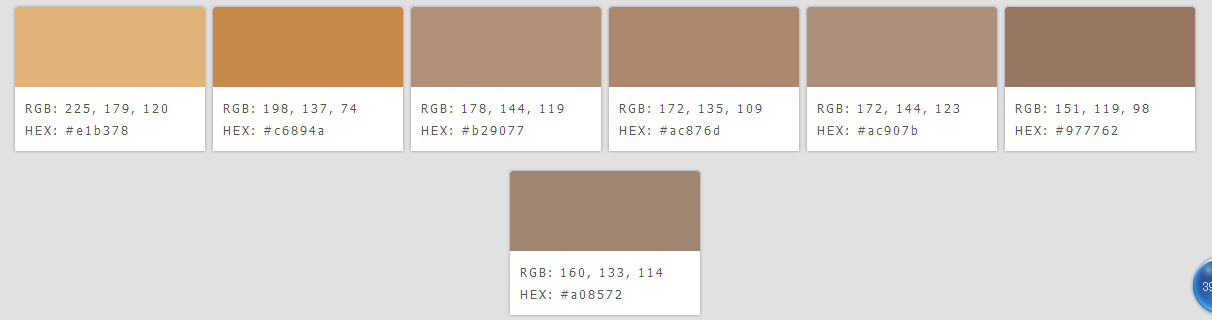 RGB: 225, 179, 120
HEX: #e1b378
RGB: 198, 137, 74
HEX: #c6894a
RGB: 178, 144, 119
HEX: #b29077
RGB: 172, 135, 109
HEX: #ac876d
RGB: 172, 144, 123
HEX: #ac907b
RGB: 151, 119, 98
HEX: #977762
RGB: 160, 133, 114
HEX: #a08572